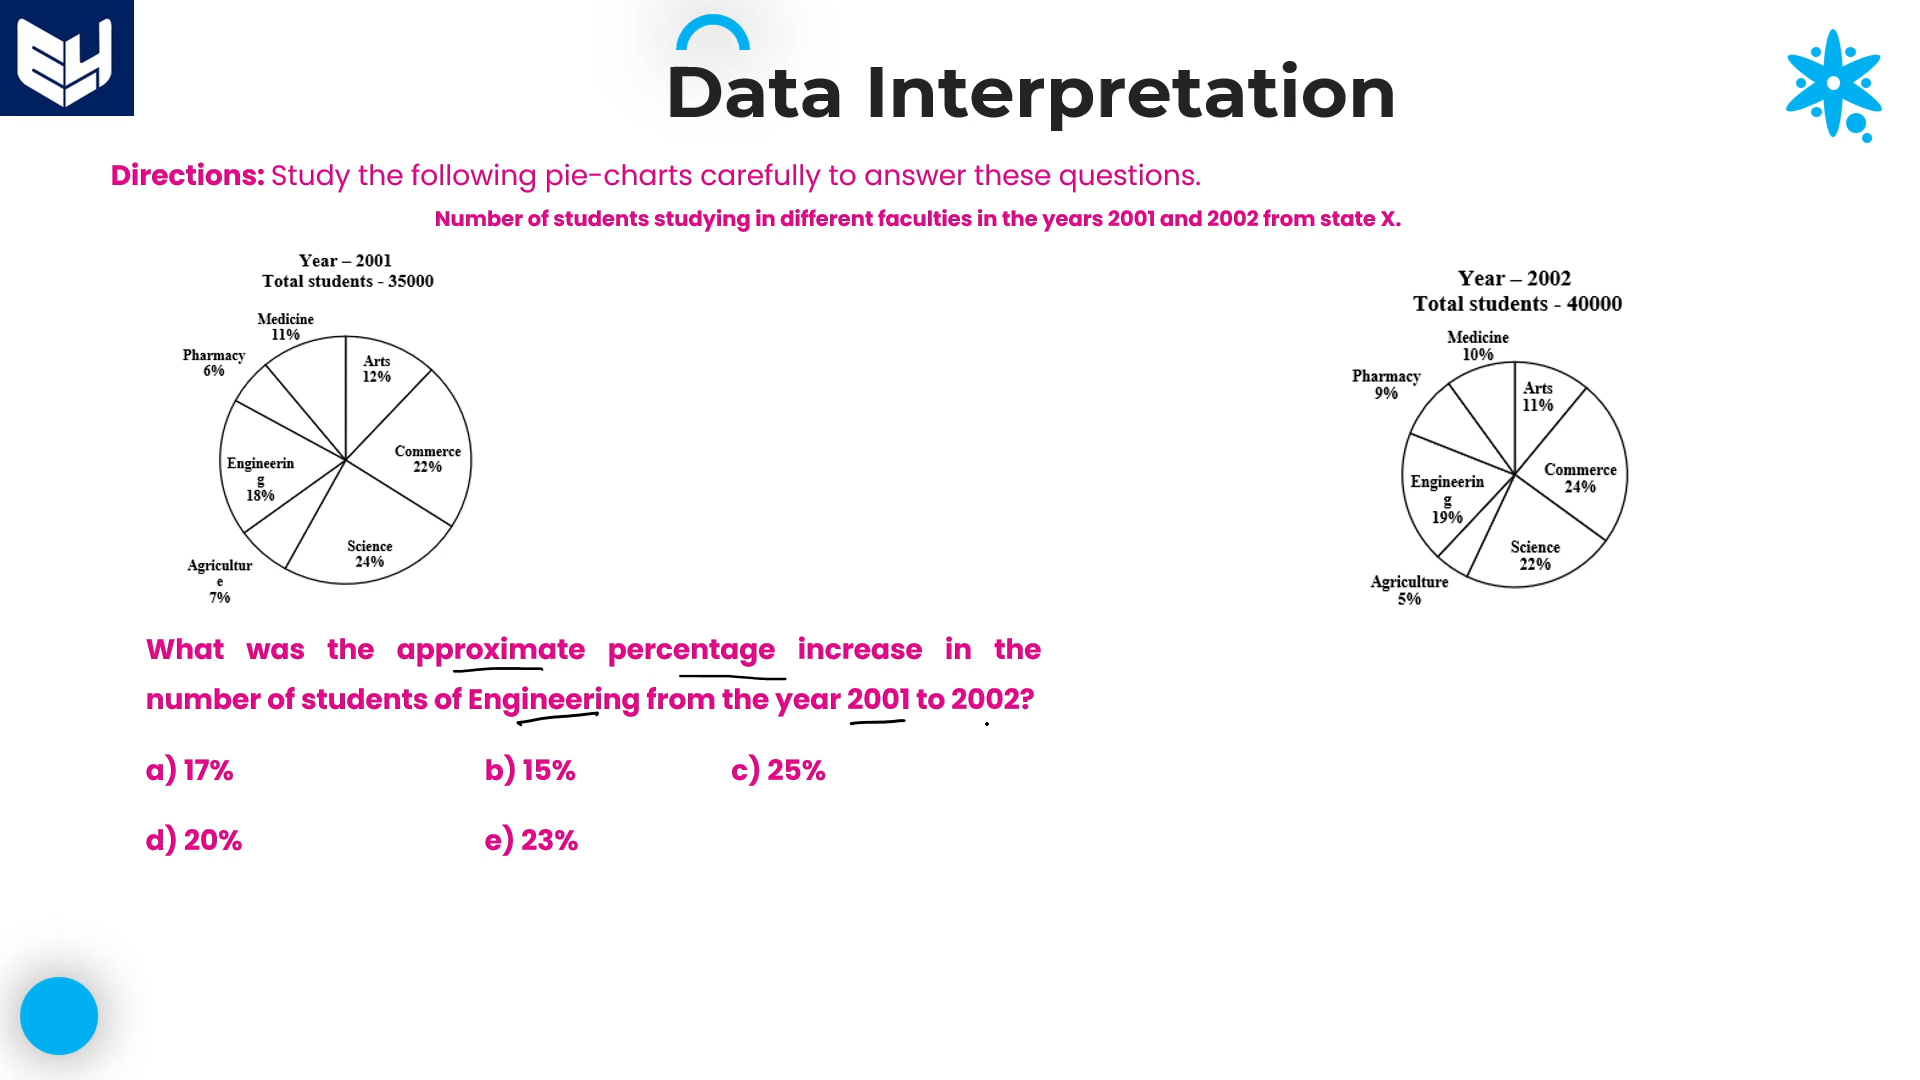 Data Interpretation
Directions: Study the following pie-charts carefully to answer these questions.
Number of students studying in different faculties in the years 2001 and 2002 from state X.
Year – 2001
Total students - 35000
Medicine
11%
Pharmacy
6%
Arts
12%
Commerce
22%
Engineerin
g
18%
Science
24%
Agricultur
e
7%
Year – 2002
Total students - 40000
Medicine
10%
Pharmacy
9%
Arts
11%
Commerce
24%
Engineerin
g
19%
Science
22%
Agriculture
5%
What was the approximate percentage increase in the
number of students of Engineering from the year 2001 to 2002?
a) 17% b) 15% c) 25%
d) 20% e) 23%